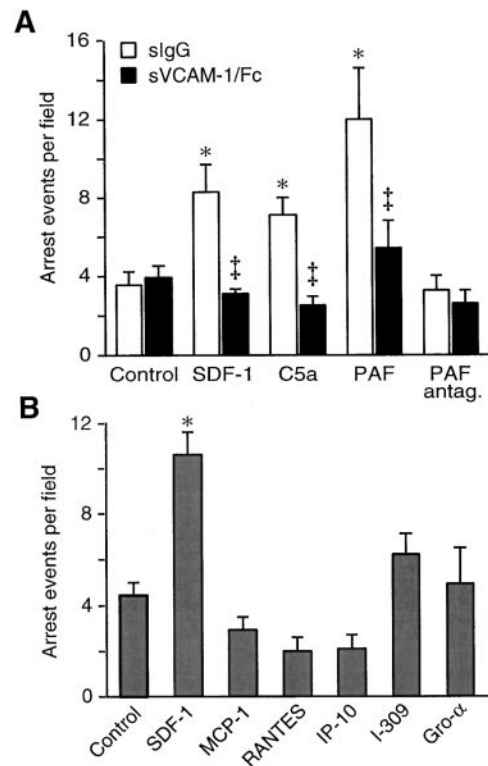 A
16
□ sIgG
■ sVCAM-1/Fc
*
12
*
*
8
‡
‡
‡
4
0
Arrest events per field
Control SDF-1 C5a PAF PAF
antag.
B
12
*
8
4
0
Arrest events per field
Control SDF-1 MCP-1 RANTES IP-10 I-309 Gro-α